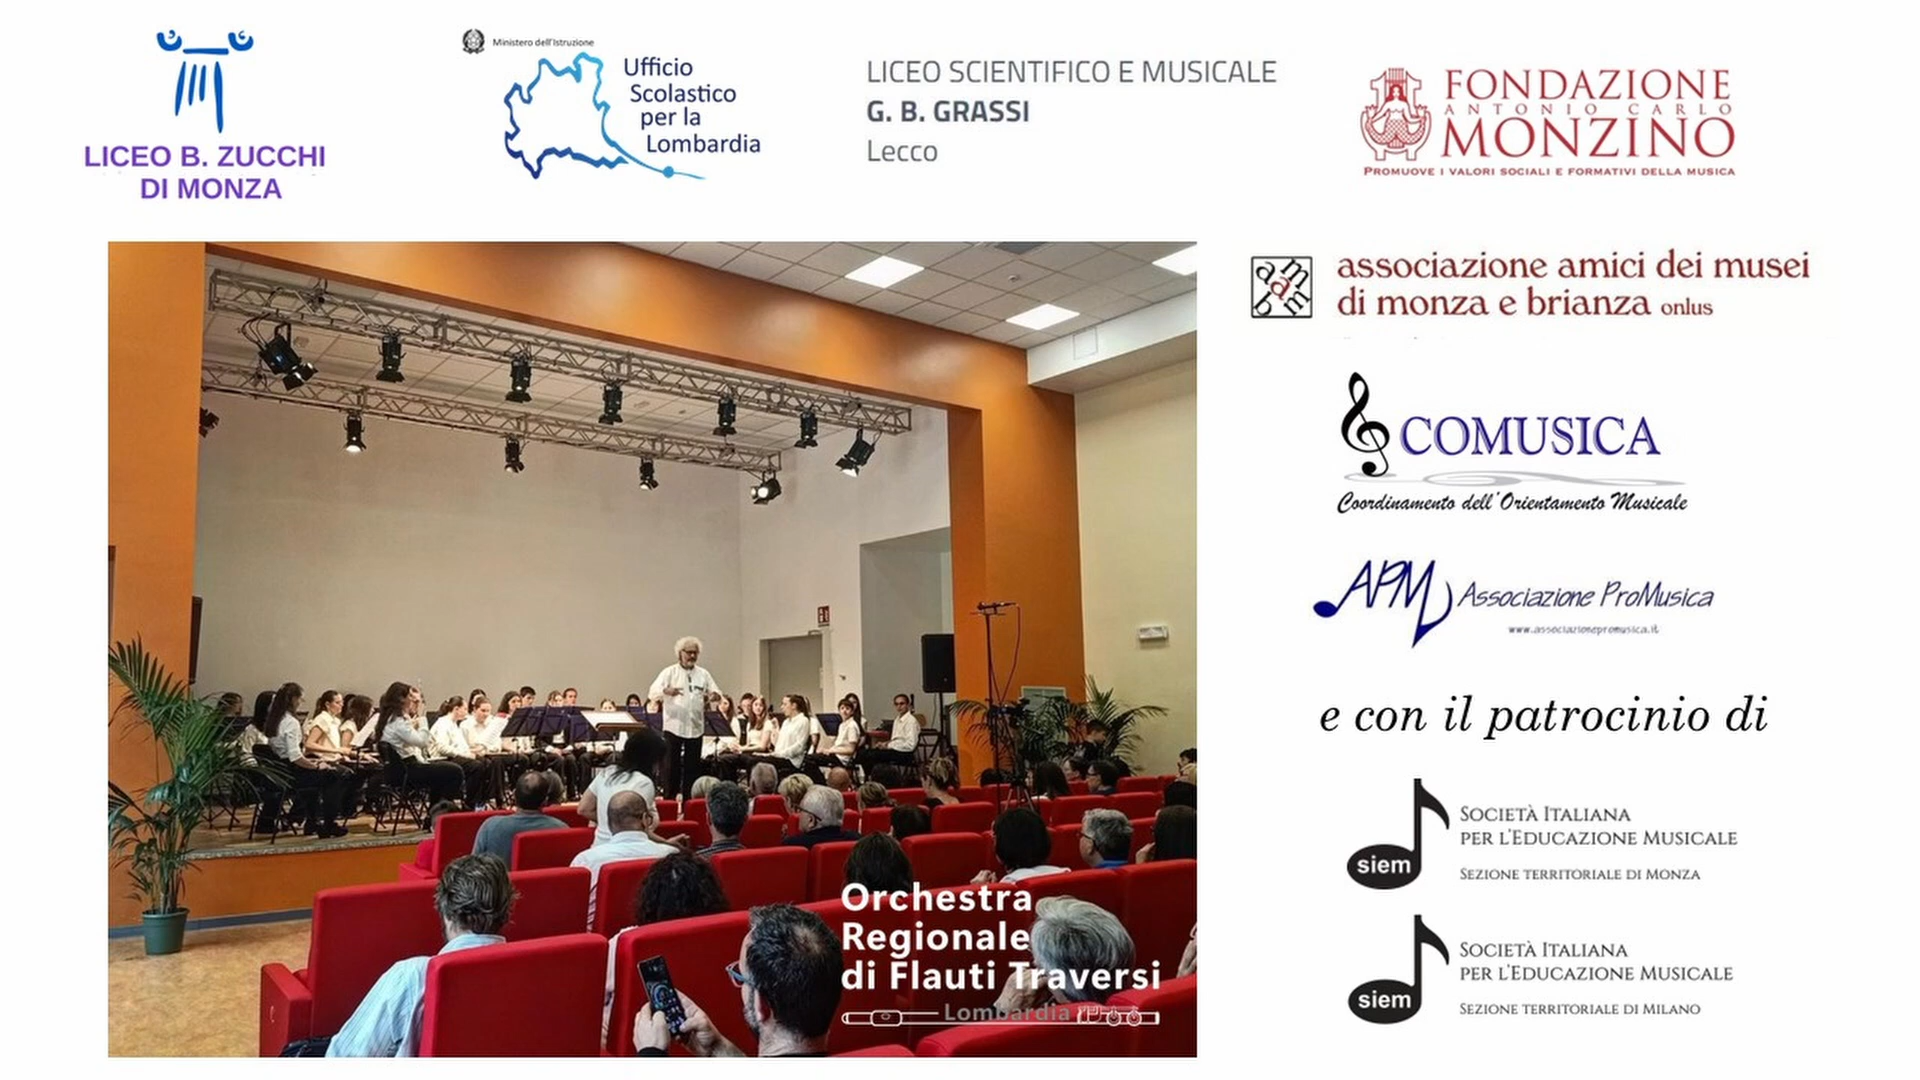 LICEO B. ZUCCHI
DI MONZA
Ministero dell'Istruzione
Ufficio
Scolastico
per la
Lombardia
LICEO SCIENTIFICO E MUSICALE
G. B. GRASSI
Lecco
FONDAZIONE
ANTONIO CARLO
MONZINO
PROMUOVE I VALORI SOCIALI E FORMATIVI DELLA MUSICA
associazione amici dei musei
di monza e brianza onlus
COMUSICA
Coordinamento dell'Orientamento Musicale
APM Associazione ProMusica
www.associazionepromusica.it
e con il patrocinio di
siem
SOCIETÀ ITALIANA
PER L'EDUCAZIONE MUSICALE
SEZIONE TERRITORIALE DI MONZA
siem
SOCIETÀ ITALIANA
PER L'EDUCAZIONE MUSICALE
SEZIONE TERRITORIALE DI MILANO
Orchestra
Regionale
di Flauti Traversi
Lombardia